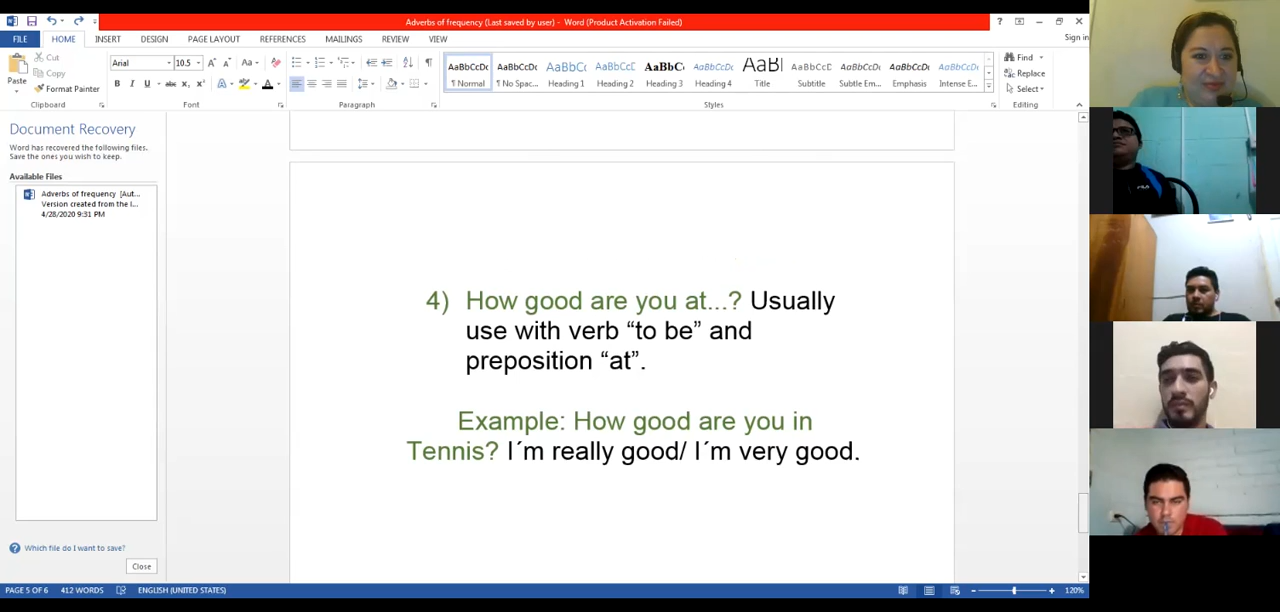 Adverbs of frequency (Last saved by user) - Word (Product Activation Failed)
FILE HOME INSERT DESIGN PAGE LAYOUT REFERENCES MAILINGS REVIEW VIEW Sign in
Paste
Cut
Copy
Format Painter
Clipboard
Arial 10.5
Font
Paragraph
AaBbCcDc AaBbCcDc AaBbCc AaBbCcD AaBbC AaBbCcDd AaBl AaBbCcD AaBbCcDd AaBbCcDd AaBbCcDd
¶ Normal ¶ No Spac... Heading 1 Heading 2 Heading 3 Heading 4 Title Subtitle Subtle Em... Emphasis Intense E...
Styles
Find
Replace
Select
Editing
Document Recovery
Word has recovered the following files.
Save the ones you wish to keep.
Available Files
Adverbs of frequency [Aut...
Version created from the l...
4/28/2020 9:31 PM
Which file do I want to save?
Close
4) How good are you at...? Usually
use with verb “to be” and
preposition “at”.
Example: How good are you in
Tennis? I´m really good/ I´m very good.
PAGE 5 OF 6 412 WORDS ENGLISH (UNITED STATES) 120%
FILA